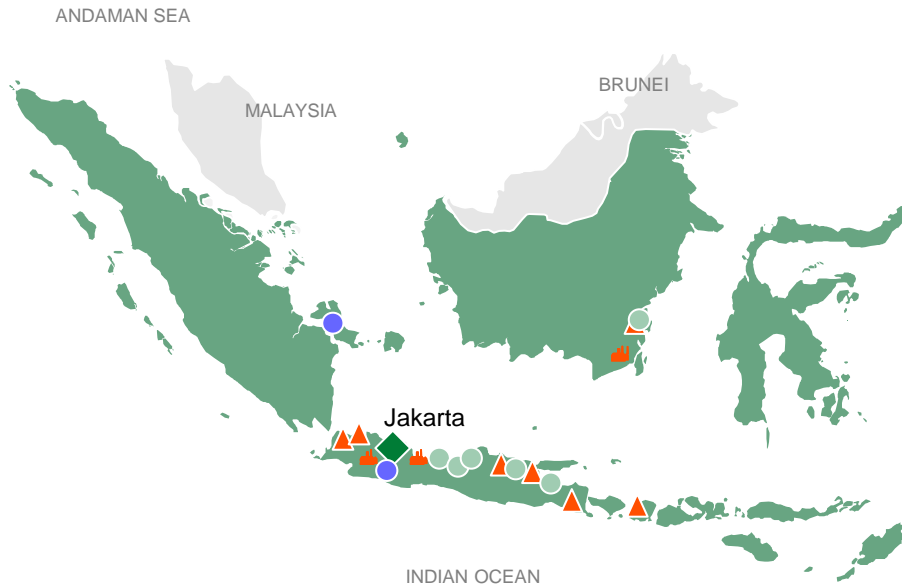 ANDAMAN SEA
BRUNEI
MALAYSIA
Jakarta
INDIAN OCEAN